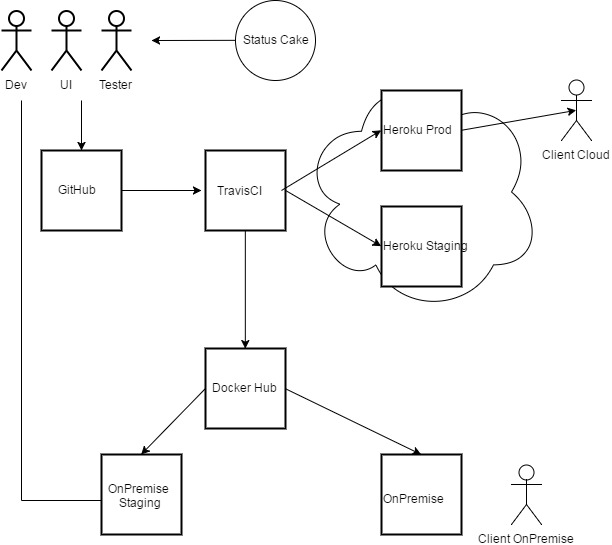 Status Cake
Dev
UI
Tester
Heroku Prod
Client Cloud
GitHub
TravisCI
Heroku Staging
Docker Hub
OnPremise
Staging
OnPremise
Client OnPremise